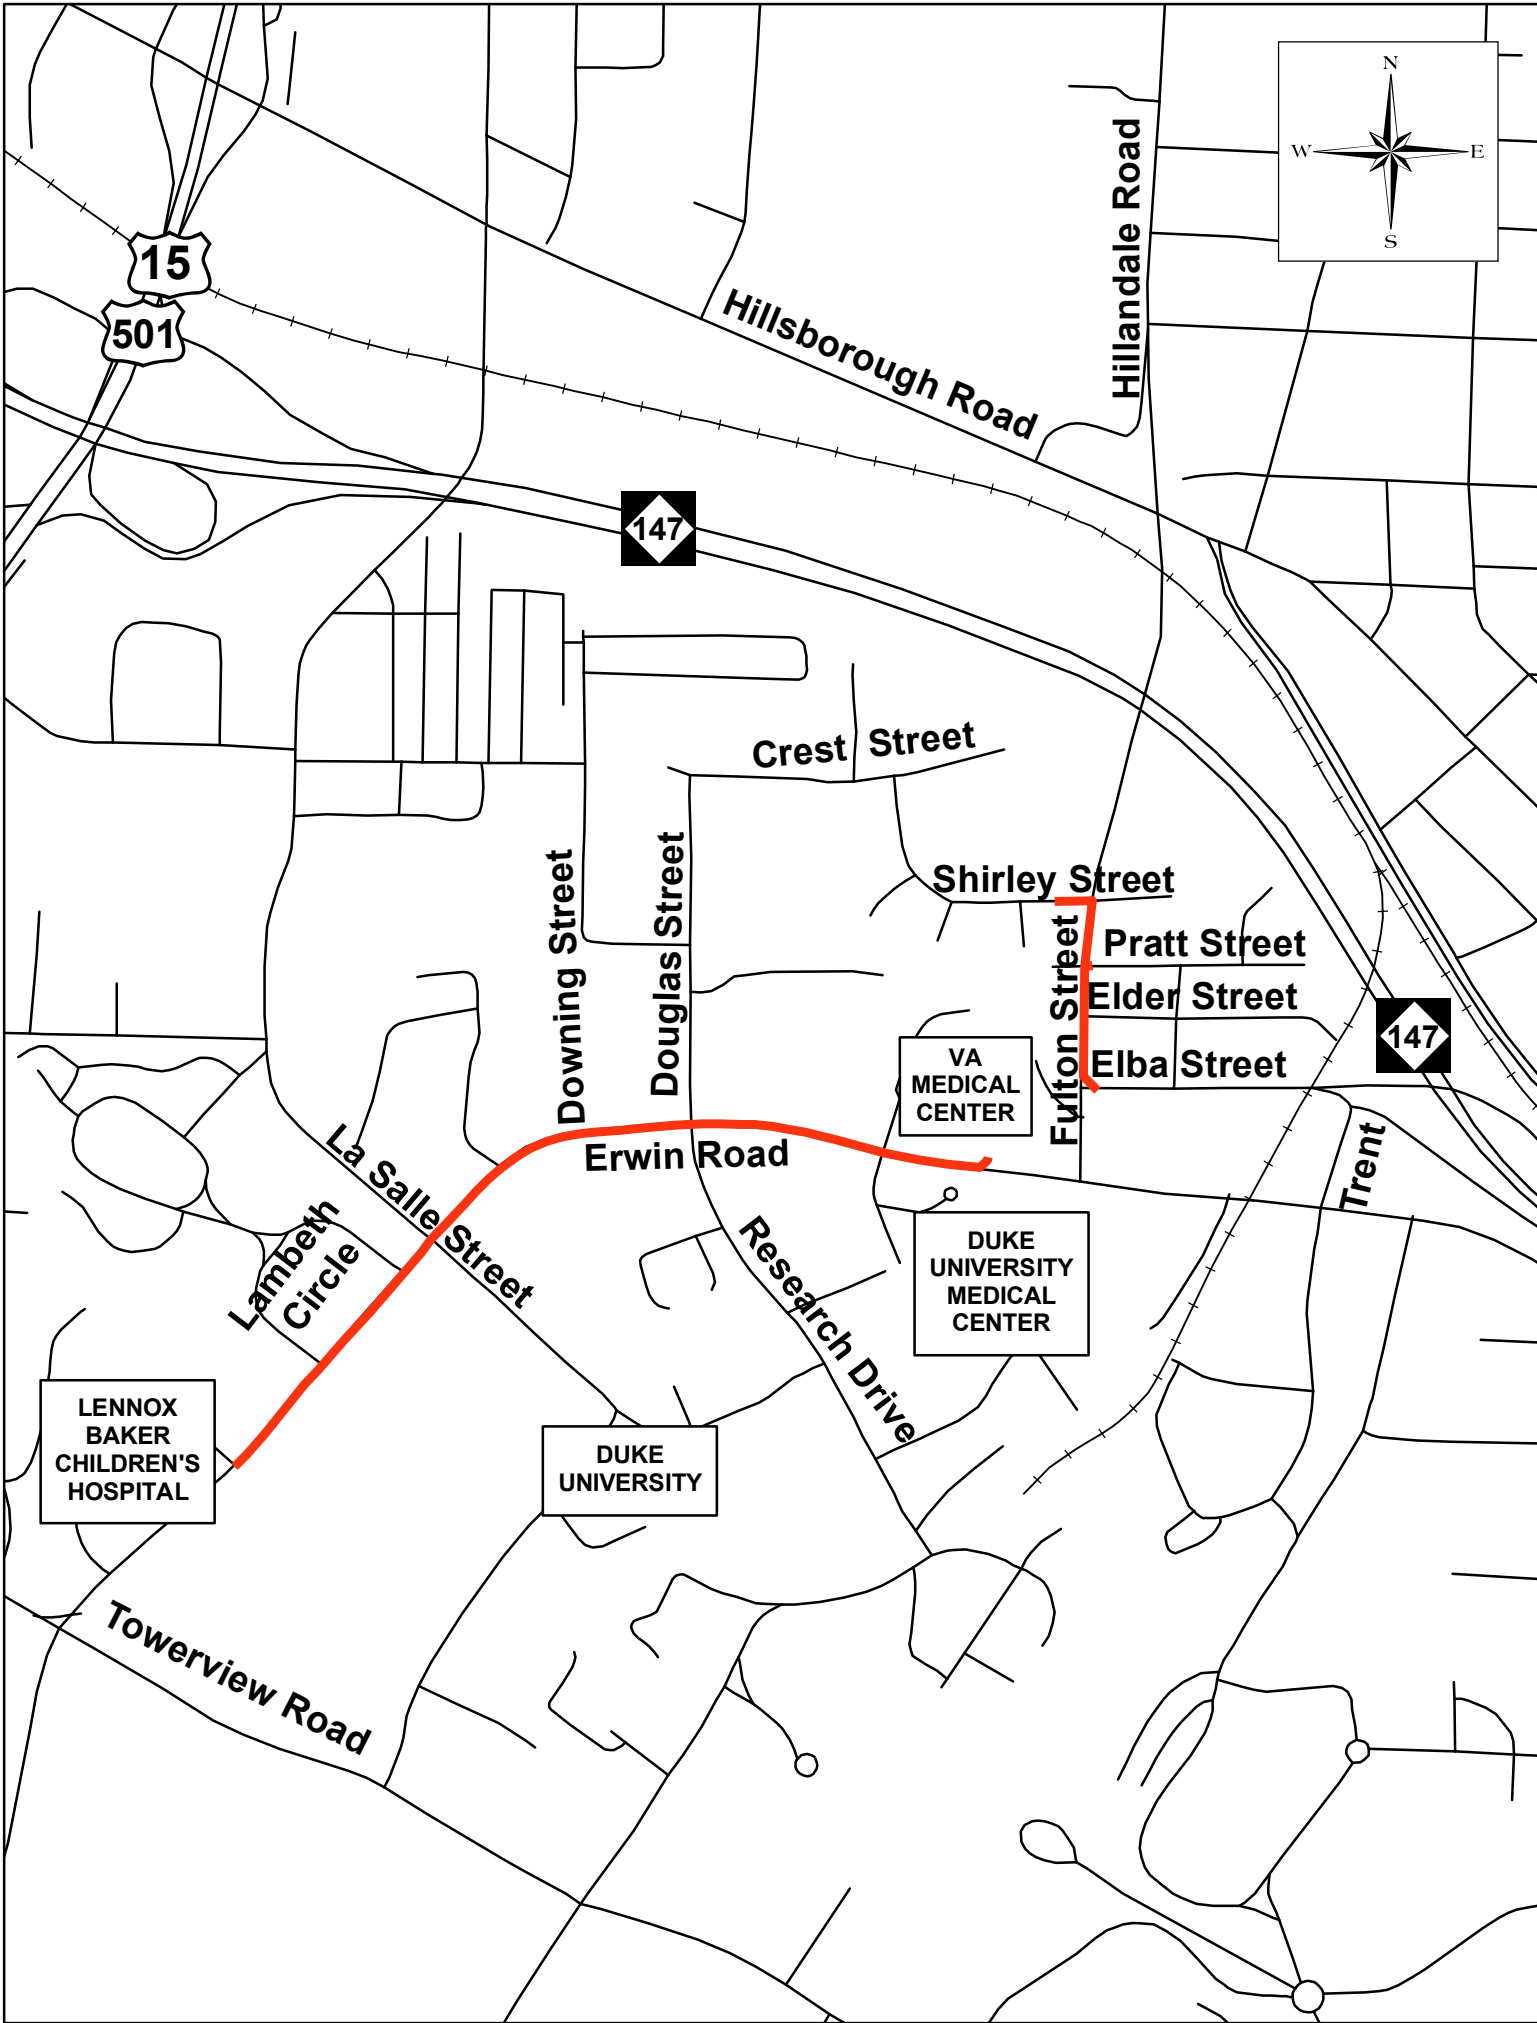 N
W
E
S
15
501
Hillandale Road
Hillsborough Road
147
Crest Street
Shirley Street
Downing Street
Douglas Street
Fulton Street
Pratt Street
Elder Street
Elba Street
147
VA
MEDICAL
CENTER
Erwin Road
La Salle Street
Trent
Lambeth
Circle
Research Drive
DUKE
UNIVERSITY
MEDICAL
CENTER
LENNOX
BAKER
CHILDREN'S
HOSPITAL
DUKE
UNIVERSITY
Towerview Road